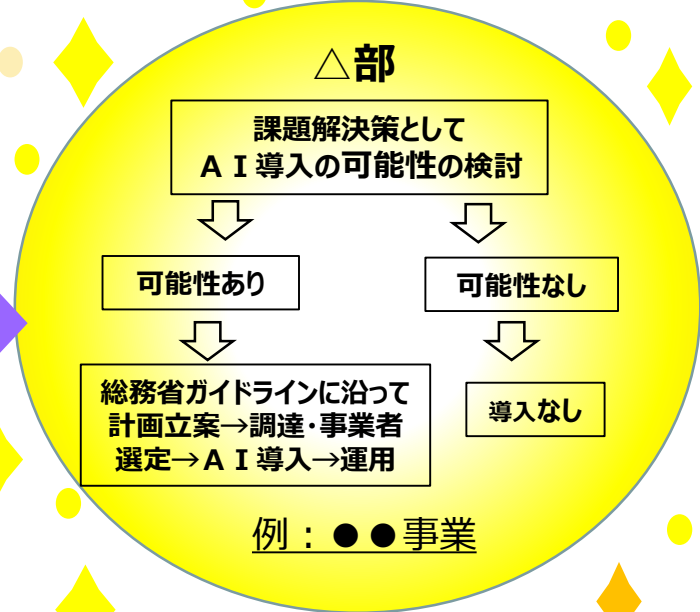 △部
課題解決策として
ＡＩ導入の可能性の検討
可能性あり
可能性なし
総務省ガイドラインに沿って
計画立案→調達・事業者
選定→ＡＩ導入→運用
導入なし
例：●●事業